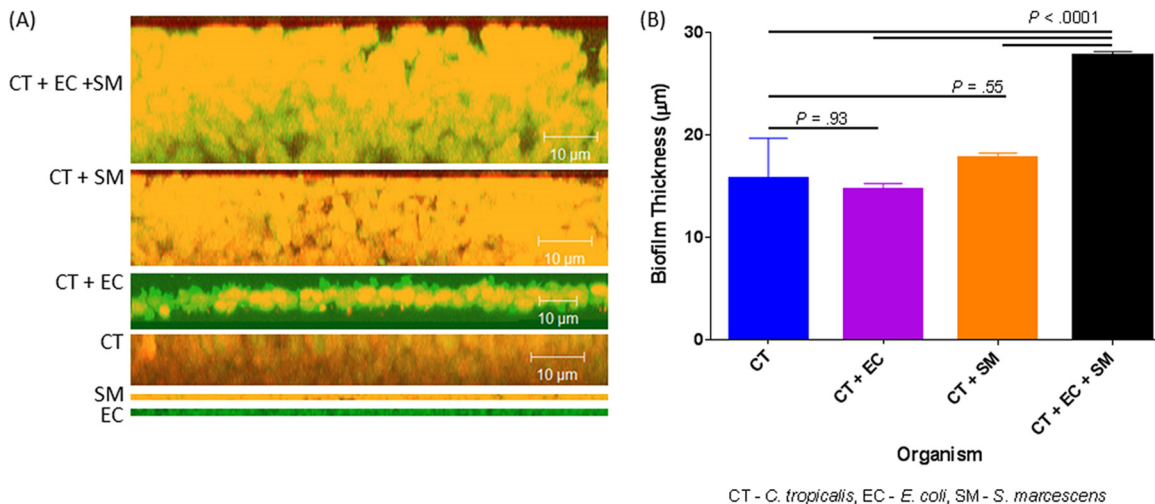 (A)
CT + EC +SM
10 µm
CT + SM
10 µm
CT + EC
10 µm
CT
10 µm
SM
EC
(B)
P < .0001
P = .55
P = .93
Biofilm Thickness (µm)
30
20
10
0
CT
CT + EC
CT + SM
CT + EC + SM
Organism
CT - C. tropicalis, EC - E. coli, SM - S. marcescens